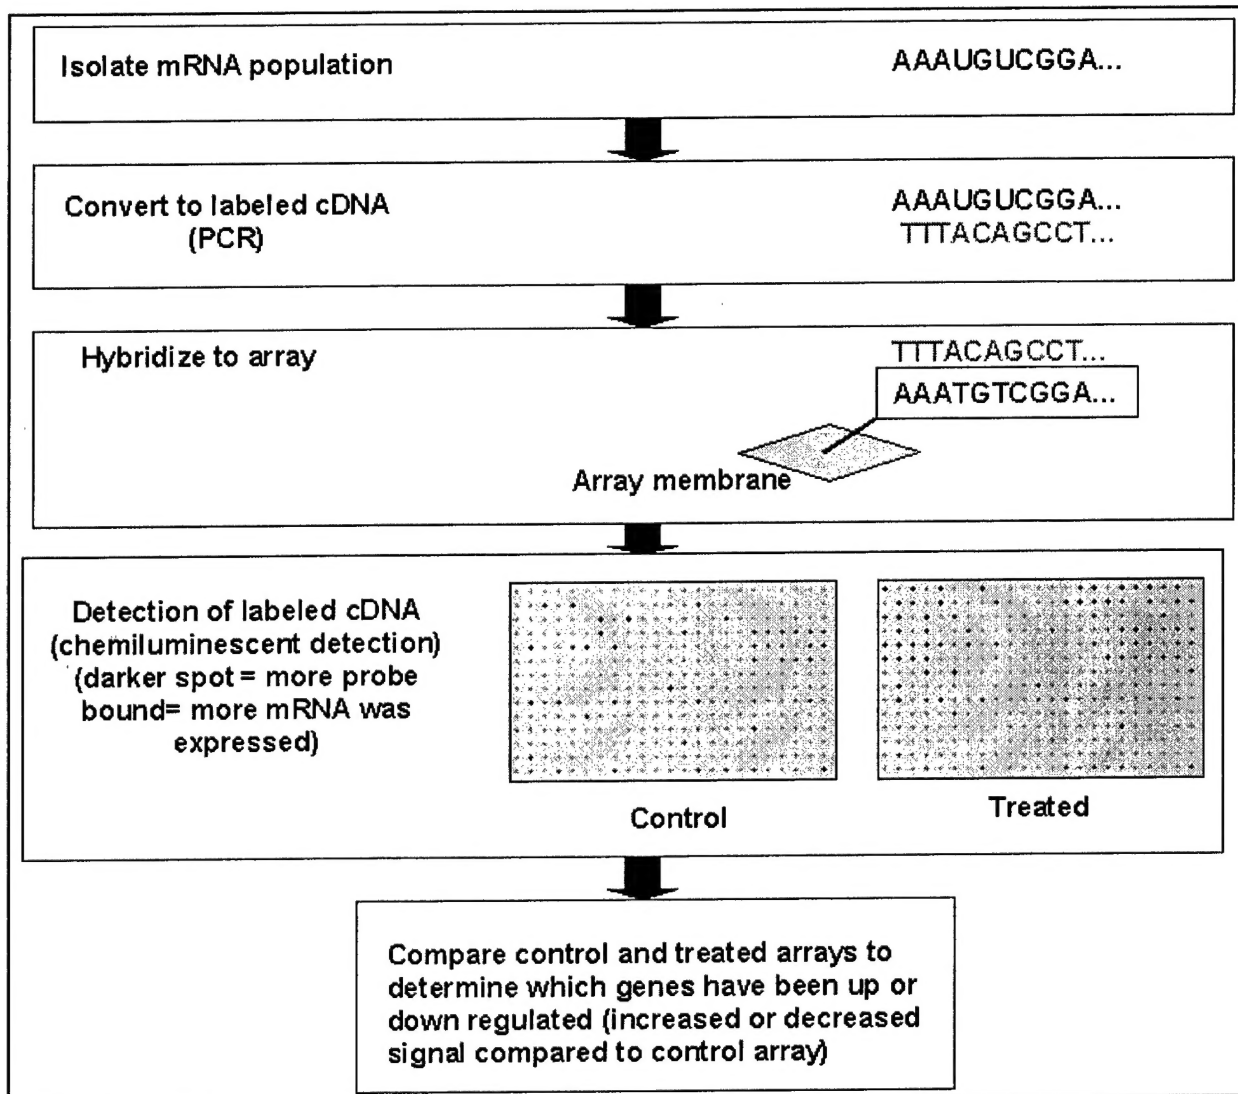 Isolate mRNA population
AAAUGUCGGA...
Convert to labeled cDNA
(PCR)
AAAUGUCGGA...
TTTACAGCCT...
Hybridize to array
TTTACAGCCT...
AAATGTCGGA...
Array membrane
Detection of labeled cDNA
(chemiluminescent detection)
(darker spot = more probe
bound= more mRNA was
expressed)
Control
Treated
Compare control and treated arrays to
determine which genes have been up or
down regulated (increased or decreased
signal compared to control array)